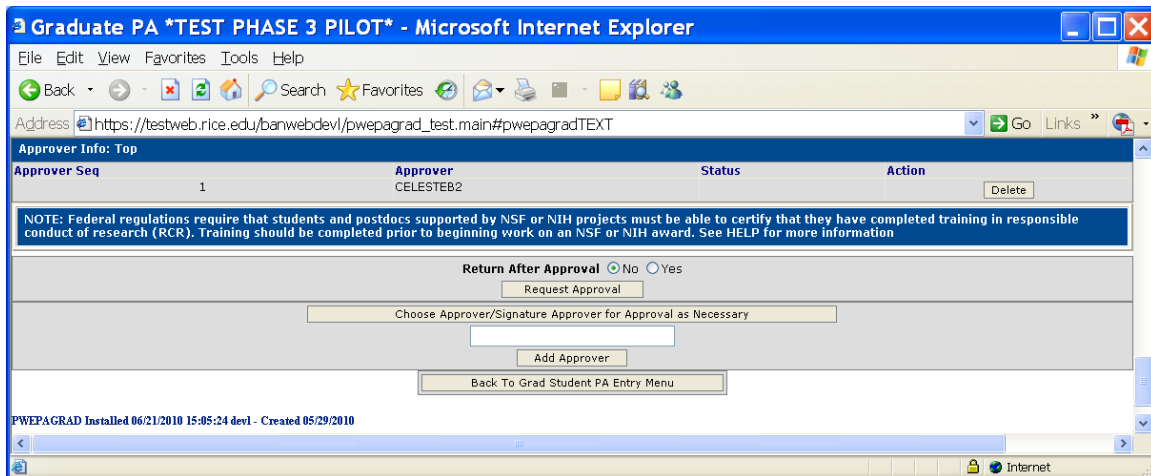 Graduate PA *TEST PHASE 3 PILOT* - Microsoft Internet Explorer
File Edit View Favorites Tools Help
Back Search Favorites
Address https://testweb.rice.edu/banwebdevl/pwepagrad_test.main#pwepagradTEXT Go Links »
Approver Info: Top
Approver Seq Approver Status Action
1 CELESTEB2 Delete
NOTE: Federal regulations require that students and postdocs supported by NSF or NIH projects must be able to certify that they have completed training in responsible
conduct of research (RCR). Training should be completed prior to beginning work on an NSF or NIH award. See HELP for more information
Return After Approval No Yes
Request Approval
Choose Approver/Signature Approver for Approval as Necessary
Add Approver
Back To Grad Student PA Entry Menu
PWEPAGRAD Installed 06/21/2010 15:05:24 devl - Created 05/29/2010
Internet